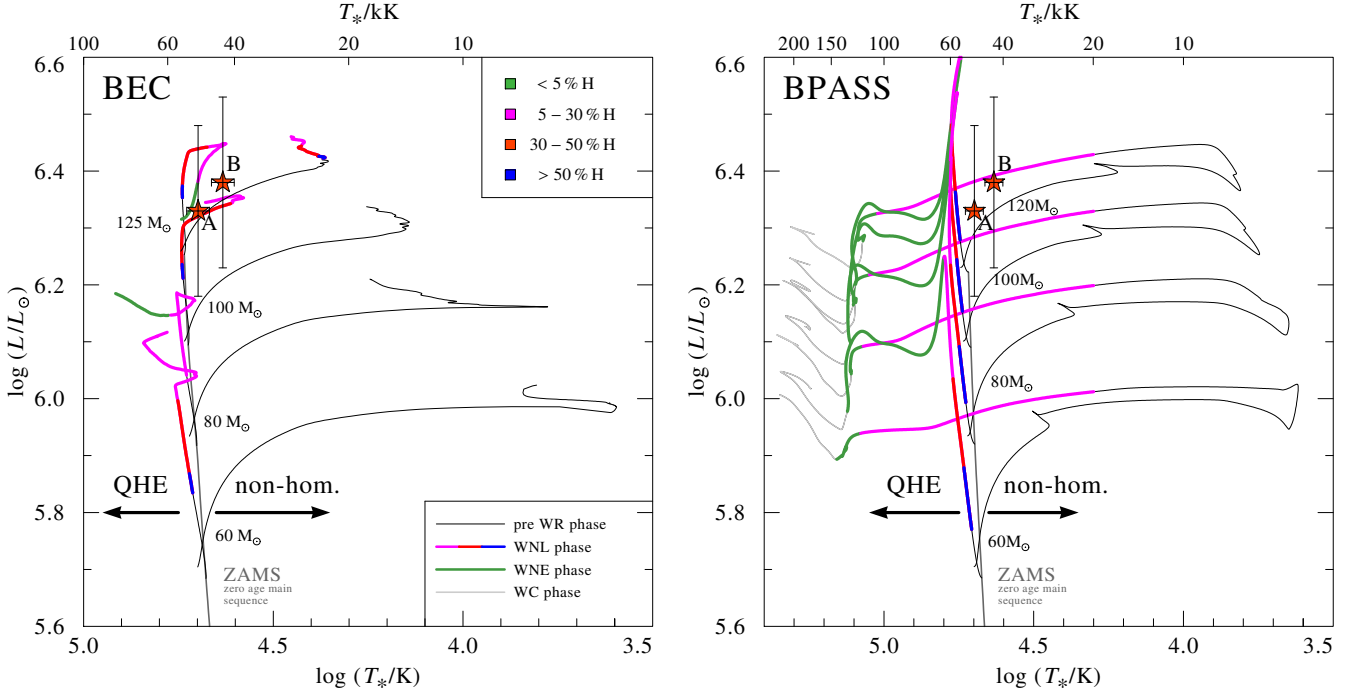 T*/kK
100 60 40 20 10
BEC
< 5 % H
5 – 30 % H
30 – 50 % H
> 50 % H
6.6
6.4
6.2
6.0
5.8
5.6
log (L/L⊙)
B
A
125 M⊙
100 M⊙
80 M⊙
60 M⊙
QHE non-hom.
ZAMS
zero age main
sequence
pre WR phase
WNL phase
WNE phase
WC phase
5.0 4.5 4.0 3.5
log (T*/K)
T*/kK
200 150 100 60 40 20 10
BPASS
6.6
6.4
6.2
6.0
5.8
5.6
log (L/L⊙)
B
A
120M⊙
100M⊙
80M⊙
60M⊙
QHE non-hom.
ZAMS
zero age main
sequence
5.0 4.5 4.0 3.5
log (T*/K)